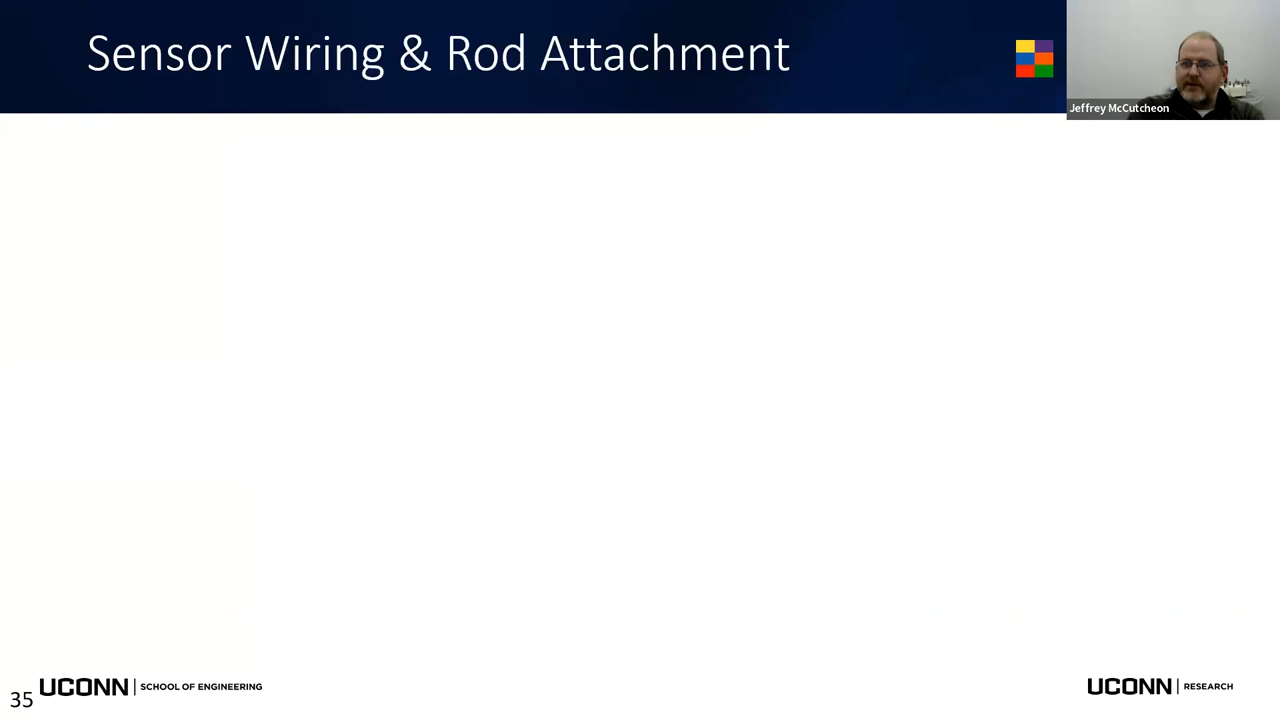 Sensor Wiring & Rod Attachment
Jeffrey McCutcheon
35
UCONN | SCHOOL OF ENGINEERING
UCONN | RESEARCH